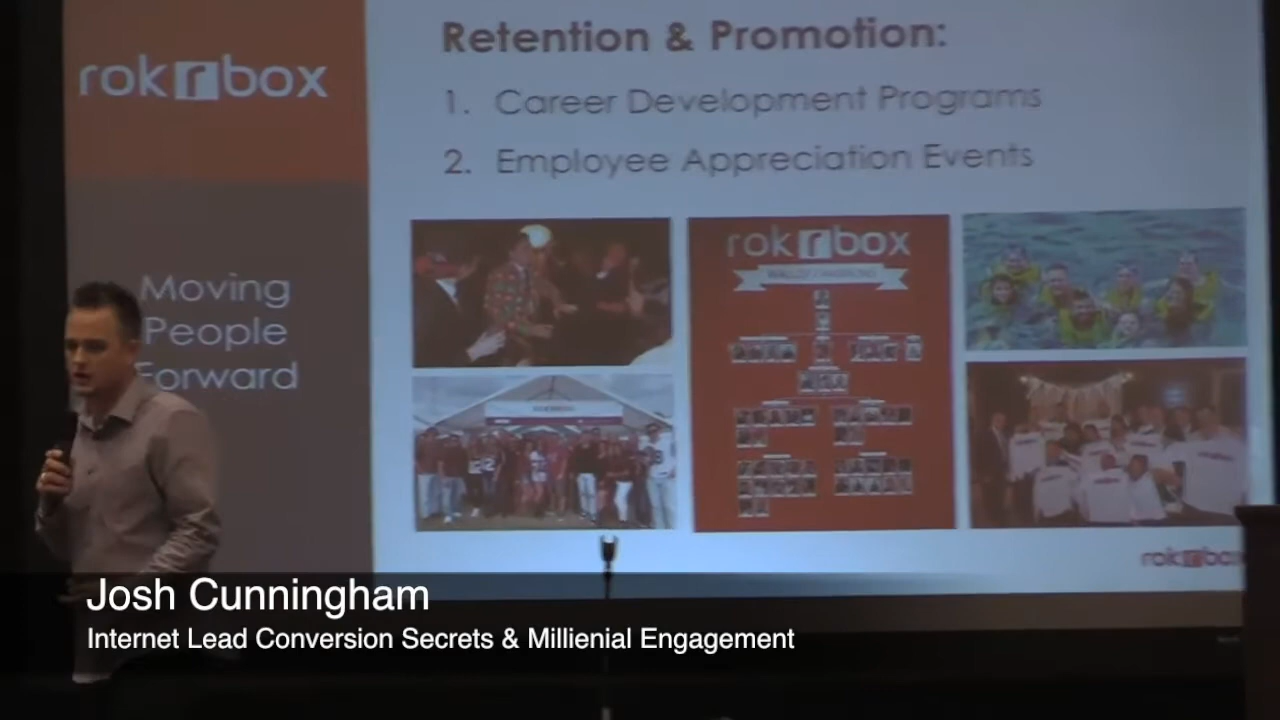 Retention & Promotion:
rokrbox
1. Career Development Programs
2. Employee Appreciation Events
rokrbox
Moving
People
Forward
rokrbox
Josh Cunningham
Internet Lead Conversion Secrets & Millienial Engagement